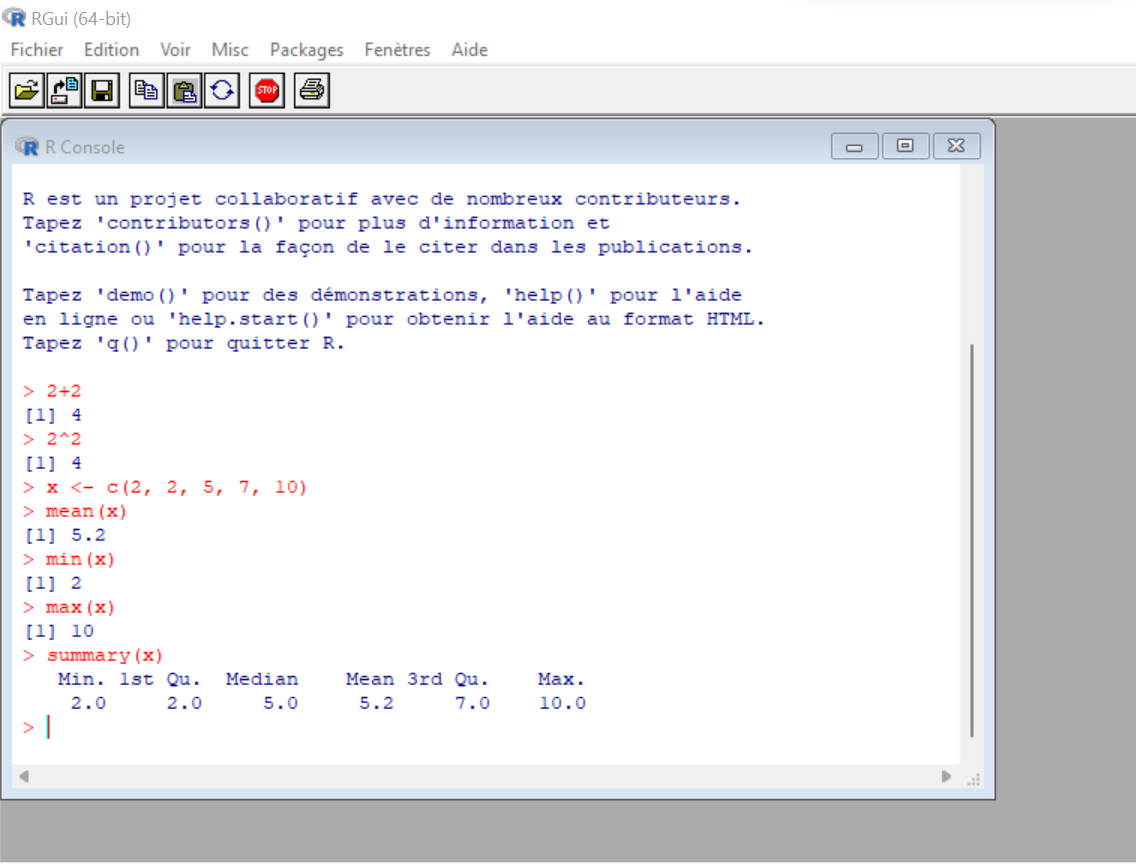 RGui (64-bit)
Fichier Edition Voir Misc Packages Fenêtres Aide
STOP
R Console
R est un projet collaboratif avec de nombreux contributeurs.
Tapez 'contributors()' pour plus d'information et
'citation()' pour la façon de le citer dans les publications.
Tapez 'demo()' pour des démonstrations, 'help()' pour l'aide
en ligne ou 'help.start()' pour obtenir l'aide au format HTML.
Tapez 'q()' pour quitter R.
> 2+2
[1] 4
> 2^2
[1] 4
> x <- c(2, 2, 5, 7, 10)
> mean(x)
[1] 5.2
> min(x)
[1] 2
> max(x)
[1] 10
> summary(x)
   Min. 1st Qu.  Median    Mean 3rd Qu.    Max.
    2.0     2.0     5.0     5.2     7.0    10.0
>